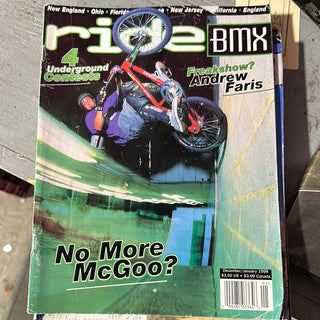 New England • Ohio • Florida • New Jersey • California • England
ride BMX
4
Underground
Contests
Freakshow?
Andrew
Faris
No More
McGoo?
December/January 1998
$3.50 US • $3.99 Canada